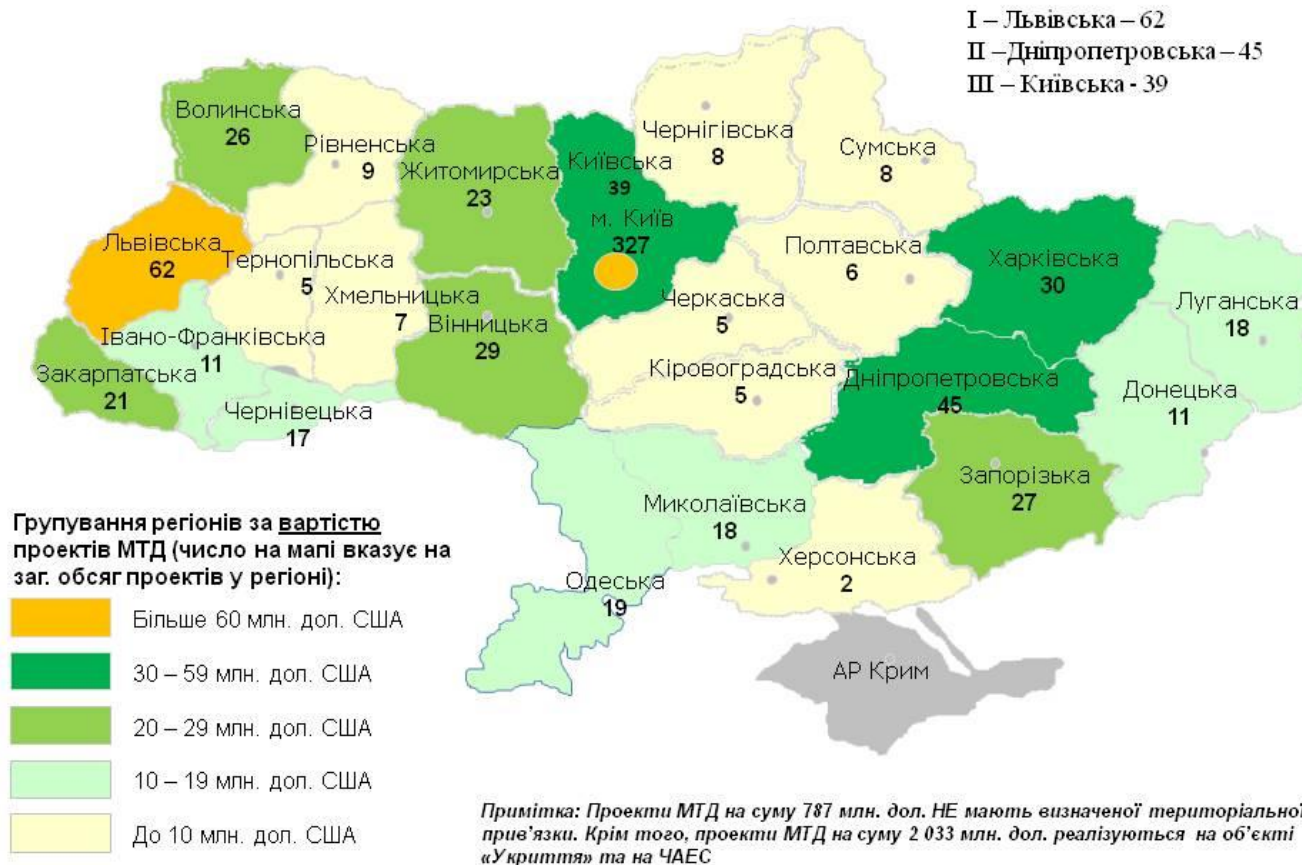 І – Львівська – 62
ІІ –Дніпропетровська – 45
ІІІ – Київська - 39
Волинська
26
Рівненська
9
Житомирська
23
Київська
39
м. Київ
327
Чернігівська
8
Сумська
8
Львівська
62
Тернопільська
5
Хмельницька
7
Вінницька
29
Черкаська
5
Полтавська
6
Харківська
30
Луганська
18
Івано-Франківська
11
Закарпатська
21
Чернівецька
17
Кіровоградська
5
Дніпропетровська
45
Донецька
11
Запорізька
27
Миколаївська
18
Херсонська
2
Одеська
19
АР Крим
Групування регіонів за вартістю
проектів МТД (число на мапі вказує на
заг. обсяг проектів у регіоні):
Більше 60 млн. дол. США
30 – 59 млн. дол. США
20 – 29 млн. дол. США
10 – 19 млн. дол. США
До 10 млн. дол. США
Примітка: Проекти МТД на суму 787 млн. дол. НЕ мають визначеної територіальної
прив’язки. Крім того, проекти МТД на суму 2 033 млн. дол. реалізуються на об’єкті
«Укриття» та на ЧАЕС